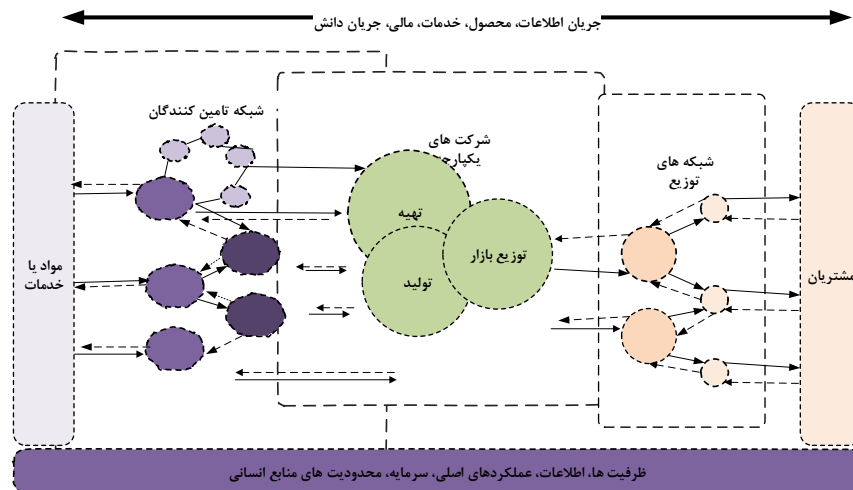 جریان اطلاعات، محصول، خدمات، مالی، جریان دانش
شبکه تامین کنندگان
شرکت های
یکپارچ
شبکه های
توزیع
تهیه
توزیع بازار
تولید
مواد یا
خدمات
مشتریان
ظرفیت ها، اطلاعات، عملکردهای اصلی، سرمایه، محدودیت های منابع انسانی